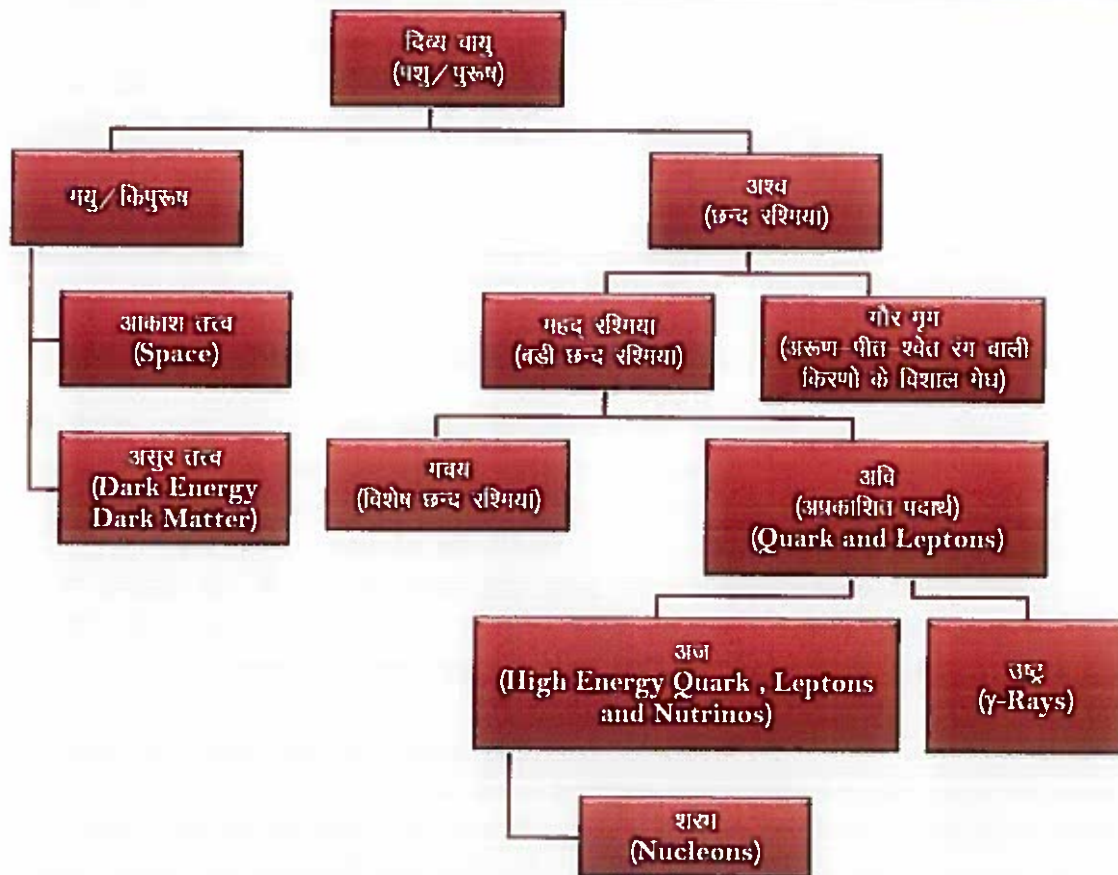 दिव्य वायु
(पशु/पुरूष)
मयु/किंपुरूष
अश्व
(छन्द रश्मियां)
आकाश तत्त्व
(Space)
महद् रश्मियां
(बड़ी छन्द रश्मियां)
गौर मृग
(अरूण-पीत-श्वेत रंग वाली
किरणों के विशाल मेघ)
असुर तत्त्व
(Dark Energy
Dark Matter)
गवय
(विशेष छन्द रश्मियां)
अवि
(अप्रकाशित पदार्थ)
(Quark and Leptons)
अज
(High Energy Quark , Leptons
and Nutrinos)
उष्ट्र
(γ-Rays)
शरभ
(Nucleons)